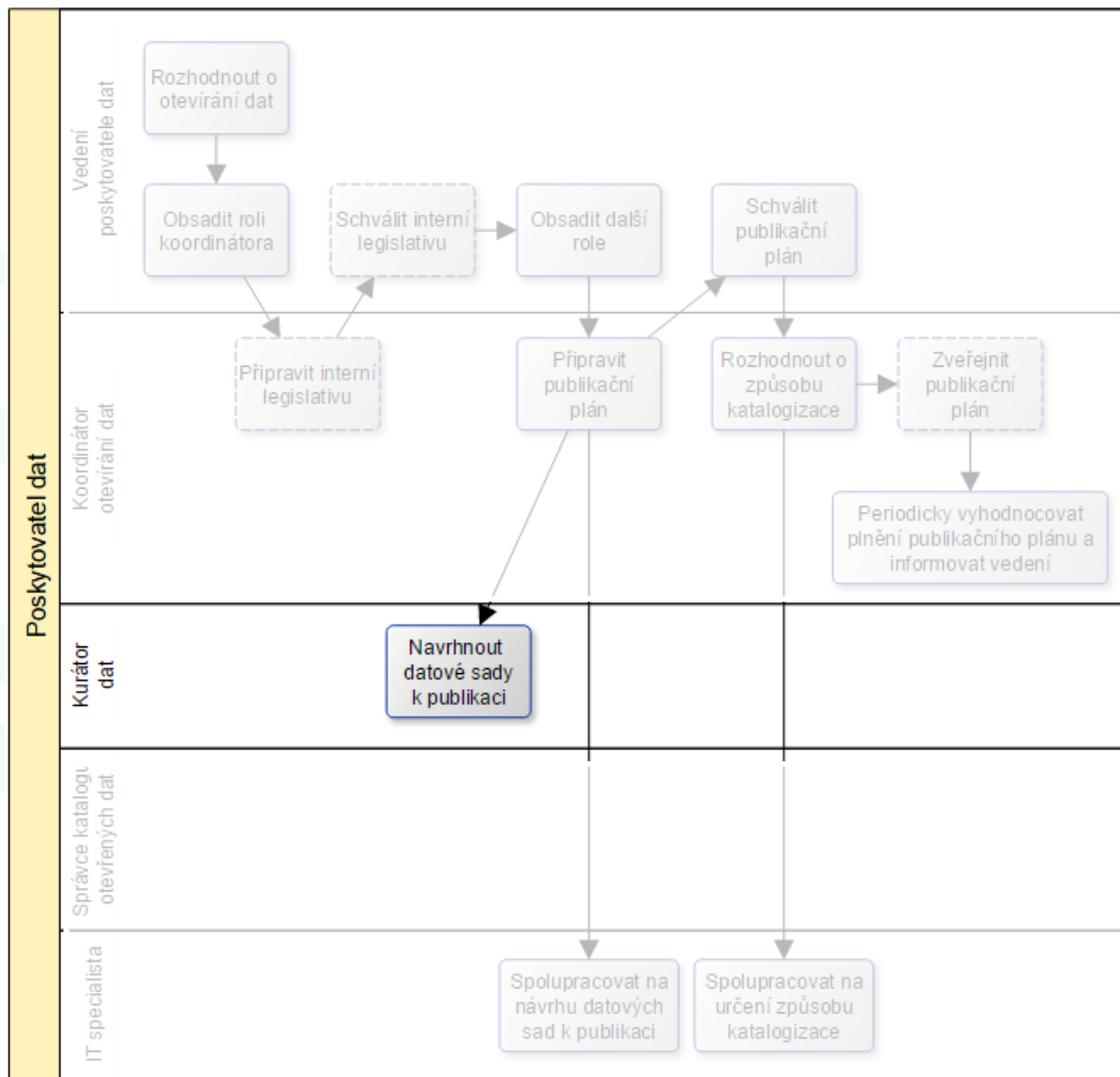 Poskytovatel dat
Vedení
poskytovatele dat
Rozhodnout o
otevírání dat
Obsadit roli
koordinátora
Schválit interní
legislativu
Obsadit další
role
Schválit
publikační
plán
Koordinátor
otevírání dat
Připravit interní
legislativu
Připravit
publikační
plán
Rozhodnout o
způsobu
katalogizace
Zveřejnit
publikační
plán
Periodicky vyhodnocovat
plnění publikačního plánu a
informovat vedení
Kurátor
dat
Navrhnout
datové sady
k publikaci
Správce katalogu
otevřených dat
IT specialista
Spolupracovat na
návrhu datových
sad k publikaci
Spolupracovat na
určení způsobu
katalogizace